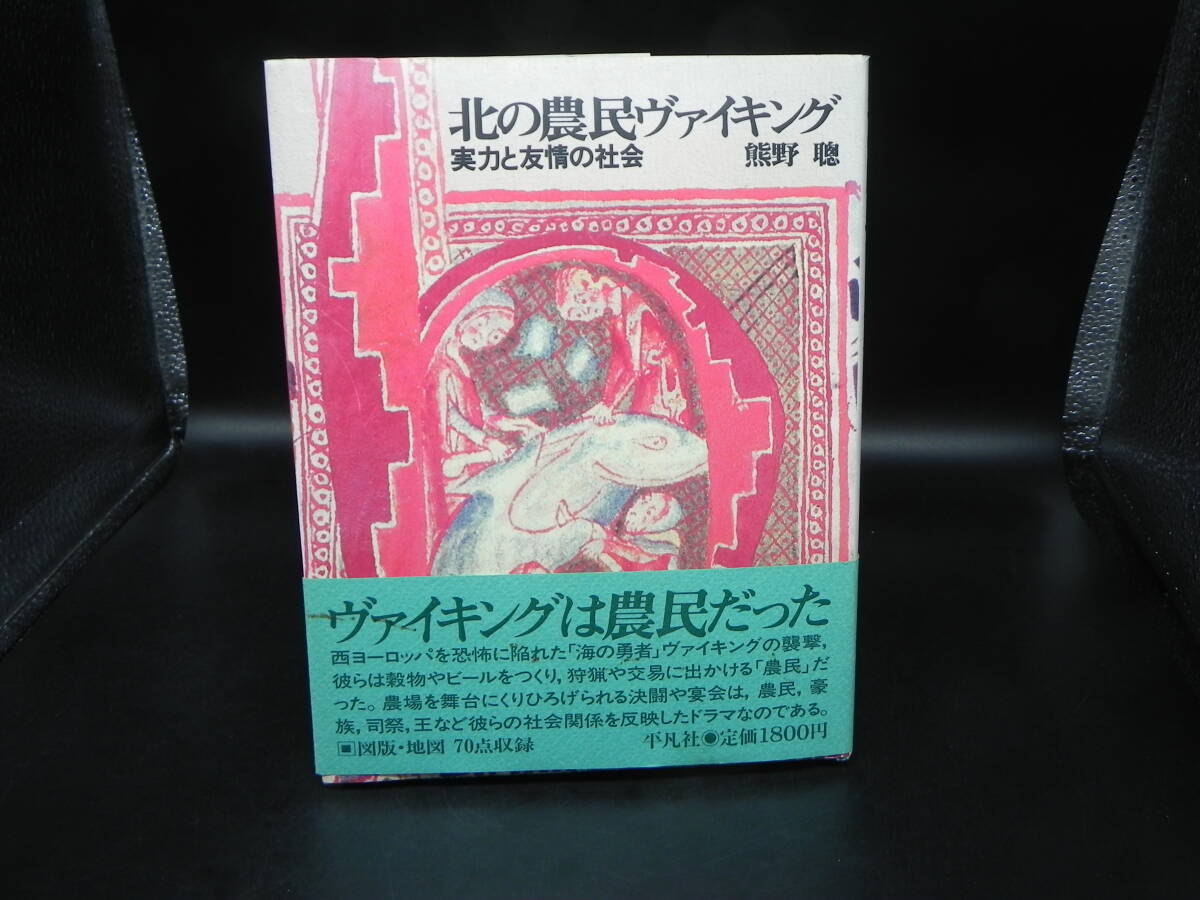 北の農民ヴァイキング
実力と友情の社会
熊野 聰
ヴァイキングは農民だった
西ヨーロッパを恐怖に陥れた「海の勇者」ヴァイキングの襲撃,
彼らは穀物やビールをつくり, 狩猟や交易に出かける「農民」だ
った。農場を舞台にくりひろげられる決闘や宴会は, 農民, 豪
族, 司祭, 王など彼らの社会関係を反映したドラマなのである。
■図版・地図 70点収録
平凡社◉定価1800円